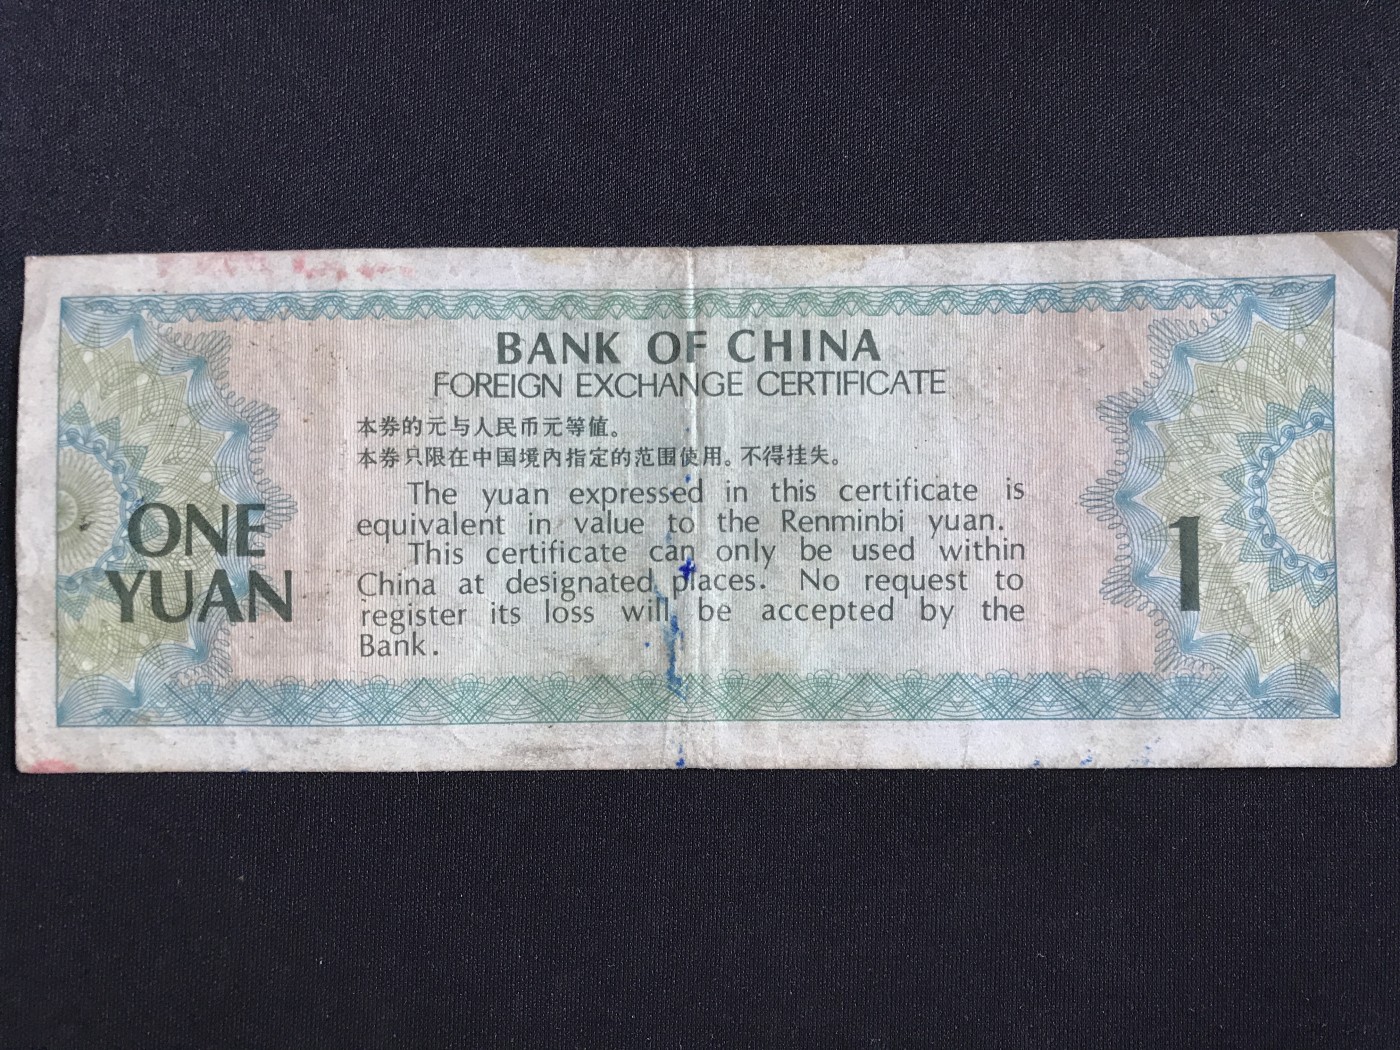 BANK OF CHINA
FOREIGN EXCHANGE CERTIFICATE
本券的元与人民币元等值。
本券只限在中国境内指定的范围使用。不得挂失。
The yuan expressed in this certificate is
equivalent in value to the Renminbi yuan.
This certificate can only be used within
China at designated places. No request to
register its loss will be accepted by the
Bank.
ONE
YUAN
1